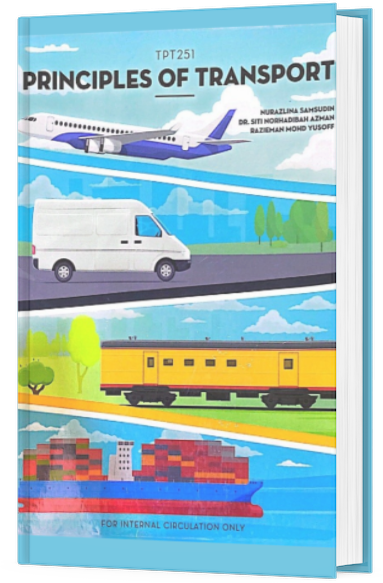 TPT251
PRINCIPLES OF TRANSPORT
NURAZLINA SAMSUDIN
DR. SITI NORHADIBAH AZMAN
RAZIEMAN MOHD YUSOFF
FOR INTERNAL CIRCULATION ONLY